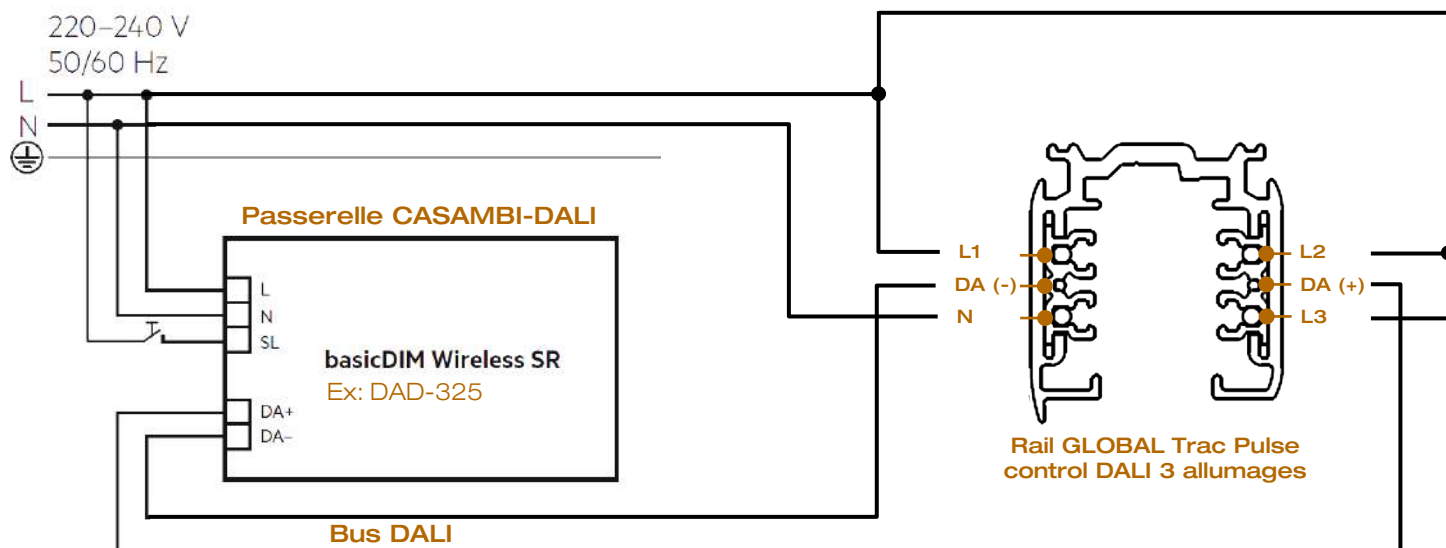 220–240 V
50/60 Hz
L
N
Passerelle CASAMBI-DALI
L
N
SL
basicDIM Wireless SR
Ex: DAD-325
DA+
DA–
Bus DALI
L1
DA (-)
N
L2
DA (+)
L3
Rail GLOBAL Trac Pulse
control DALI 3 allumages